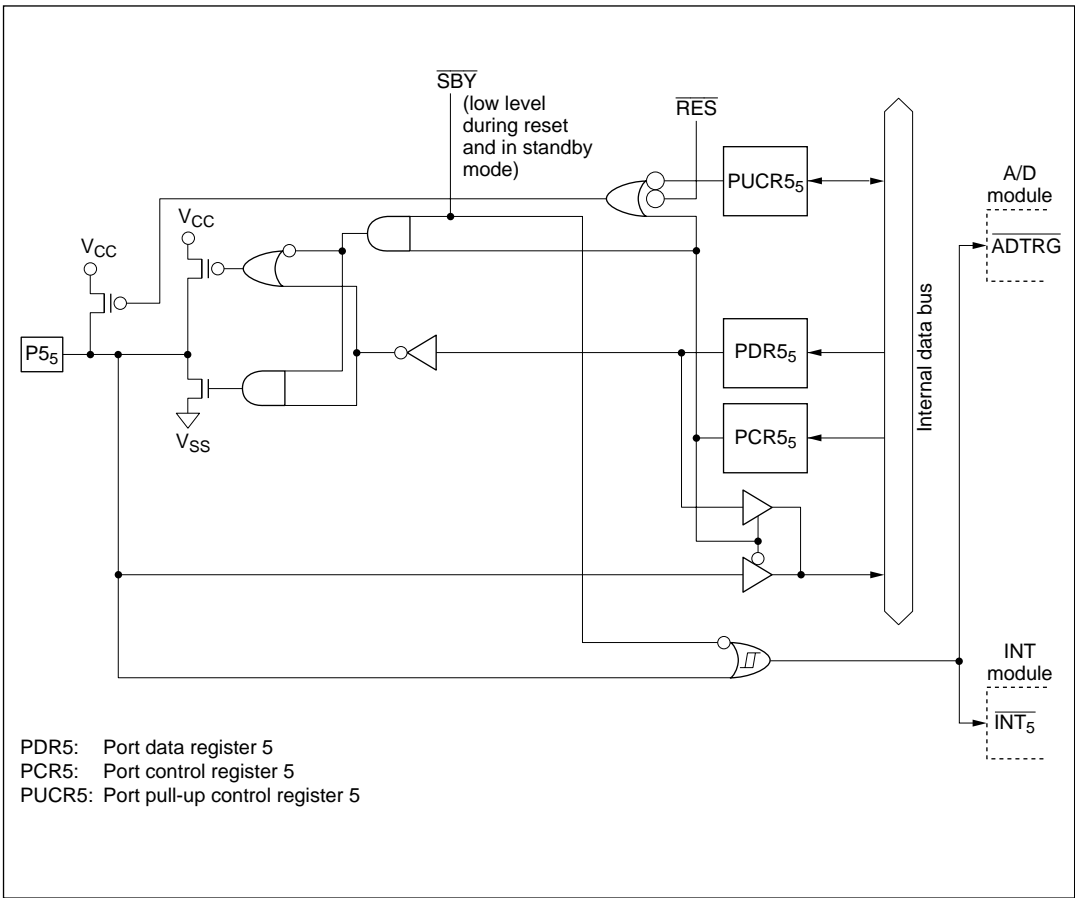 SBY
(low level
during reset
and in standby
mode)
RES
PUCR5₅
A/D
module
ADTRG
VCC
VCC
P5₅
VSS
PDR5₅
PCR5₅
Internal data bus
INT
module
INT₅
PDR5: Port data register 5
PCR5: Port control register 5
PUCR5: Port pull-up control register 5